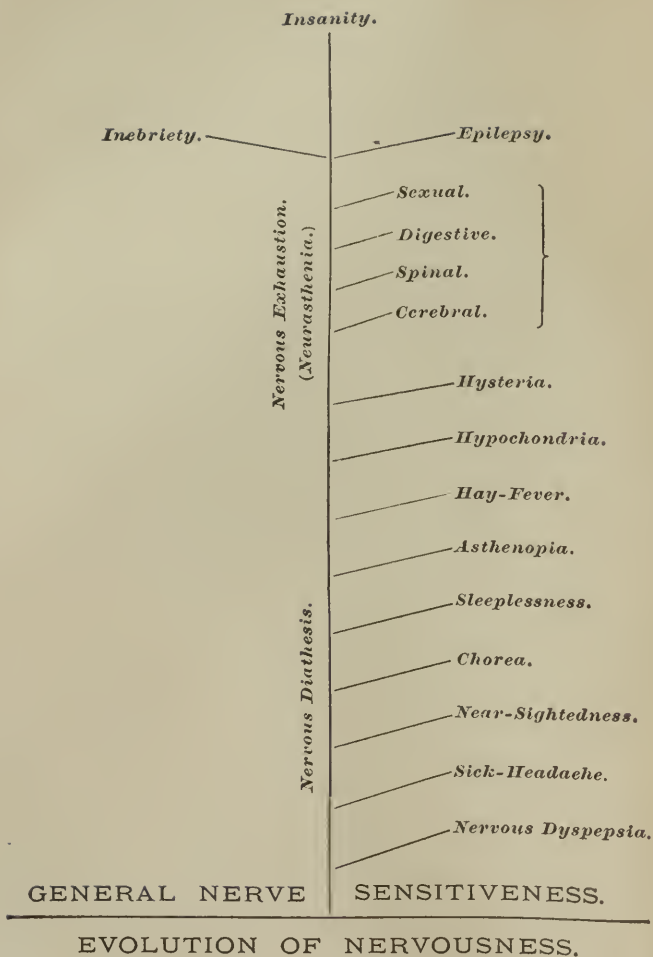 Insanity.
Inebriety.
Epilepsy.
Sexual.
Digestive.
Spinal.
Cerebral.
Nervous Exhaustion.
(Neurasthenia.)
Hysteria.
Hypochondria.
Hay-Fever.
Asthenopia.
Sleeplessness.
Chorea.
Nervous Diathesis.
Near-Sightedness.
Sick-Headache.
Nervous Dyspepsia.
GENERAL NERVE SENSITIVENESS.
EVOLUTION OF NERVOUSNESS.